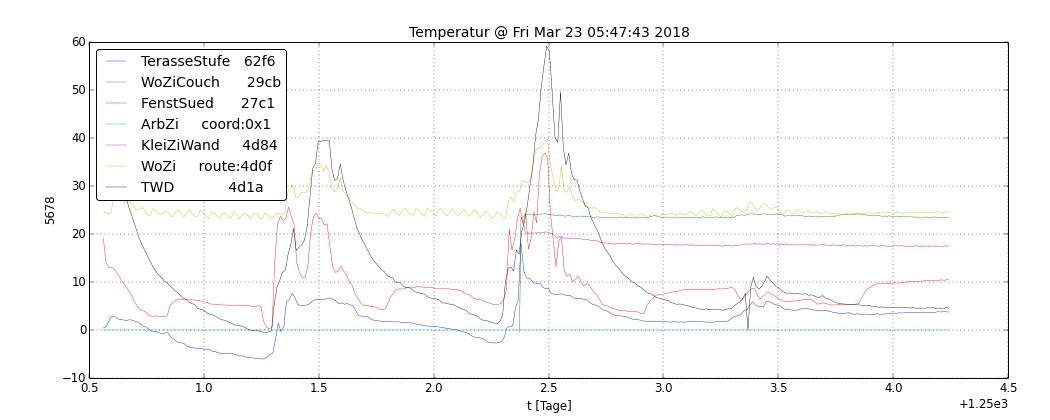 Temperatur @ Fri Mar 23 05:47:43 2018
60
50
40
30
20
10
0
−10
5678
TerasseStufe 62f6
WoZiCouch 29cb
FenstSued 27c1
ArbZi coord:0x1
KleiZiWand 4d84
WoZi route:4d0f
TWD 4d1a
0.5 1.0 1.5 2.0 2.5 3.0 3.5 4.0 4.5
t [Tage]
+1.25e3